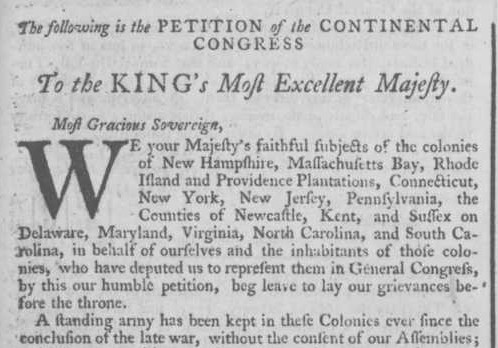 The following is the PETITION of the CONTINENTAL
CONGRESS
To the KING's Moſt Excellent Majeſty.
Moſt Gracious Sovereign,
WE your Majeſty's faithful ſubjects of the colonies
of New Hampſhire, Maſſachuſetts Bay, Rhode
Iſland and Providence Plantations, Connecticut,
New York, New Jerſey, Pennſylvania, the
Counties of Newcaſtle, Kent, and Suſſex on
Delaware, Maryland, Virginia, North Carolina, and South Ca-
rolina, in behalf of ourſelves and the inhabitants of thoſe colo-
nies, who have deputed us to repreſent them in General Congreſs,
by this our humble petition, beg leave to lay our grievances be-
fore the throne.
A ſtanding army has been kept in theſe Colonies ever ſince the
concluſion of the late war, without the conſent of our Aſſemblies;